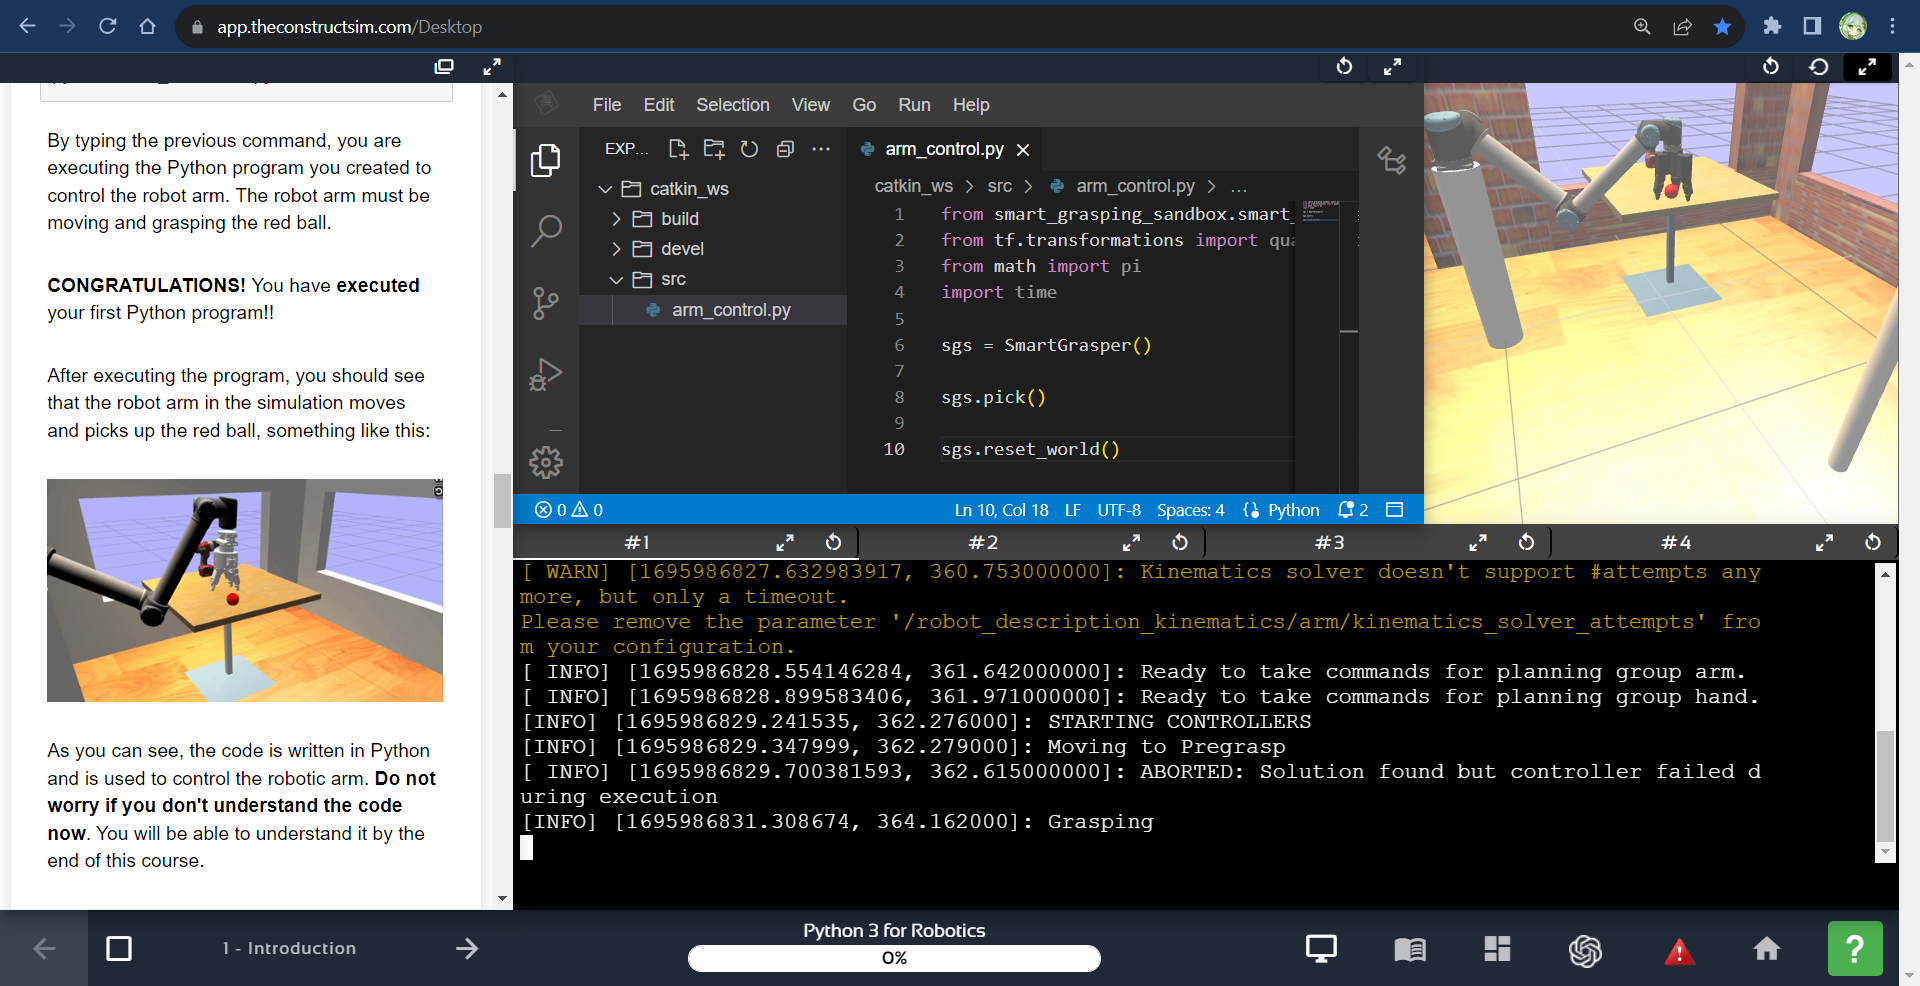 app.theconstructsim.com/Desktop
By typing the previous command, you are
executing the Python program you created to
control the robot arm. The robot arm must be
moving and grasping the red ball.
CONGRATULATIONS! You have executed
your first Python program!!
After executing the program, you should see
that the robot arm in the simulation moves
and picks up the red ball, something like this:
As you can see, the code is written in Python
and is used to control the robotic arm. Do not
worry if you don't understand the code
now. You will be able to understand it by the
end of this course.
File Edit Selection View Go Run Help
EXP...
catkin_ws
build
devel
src
arm_control.py
arm_control.py
catkin_ws > src > arm_control.py > ...
1 from smart_grasping_sandbox.smart_
2 from tf.transformations import qua
3 from math import pi
4 import time
5
6 sgs = SmartGrasper()
7
8 sgs.pick()
9
10 sgs.reset_world()
0 0 Ln 10, Col 18 LF UTF-8 Spaces: 4 Python 2
#1 #2 #3 #4
[ WARN] [1695986827.632983917, 360.753000000]: Kinematics solver doesn't support #attempts any
more, but only a timeout.
Please remove the parameter '/robot_description_kinematics/arm/kinematics_solver_attempts' fro
m your configuration.
[ INFO] [1695986828.554146284, 361.642000000]: Ready to take commands for planning group arm.
[ INFO] [1695986828.899583406, 361.971000000]: Ready to take commands for planning group hand.
[INFO] [1695986829.241535, 362.276000]: STARTING CONTROLLERS
[INFO] [1695986829.347999, 362.279000]: Moving to Pregrasp
[ INFO] [1695986829.700381593, 362.615000000]: ABORTED: Solution found but controller failed d
uring execution
[INFO] [1695986831.308674, 364.162000]: Grasping
1 - Introduction
Python 3 for Robotics
0%
?